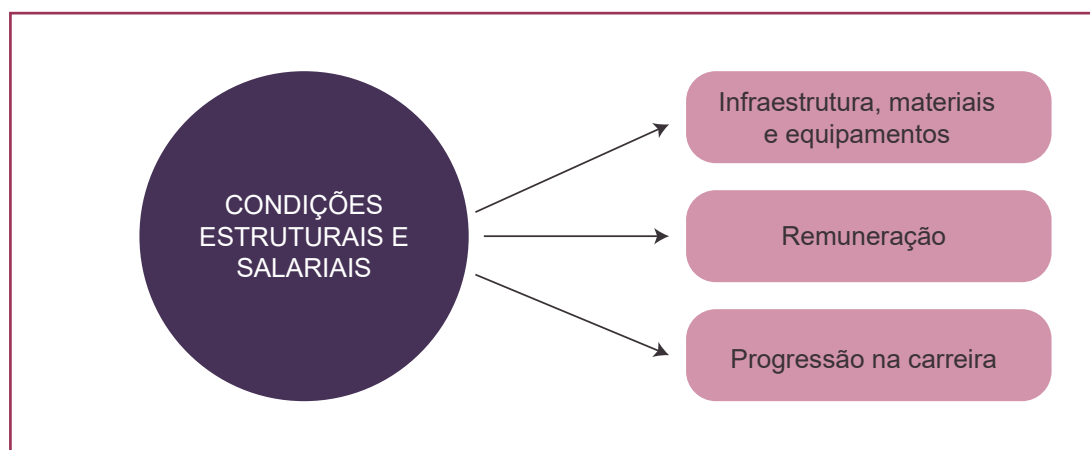 CONDIÇÕES
ESTRUTURAIS E
SALARIAIS
Infraestrutura, materiais
e equipamentos
Remuneração
Progressão na carreira